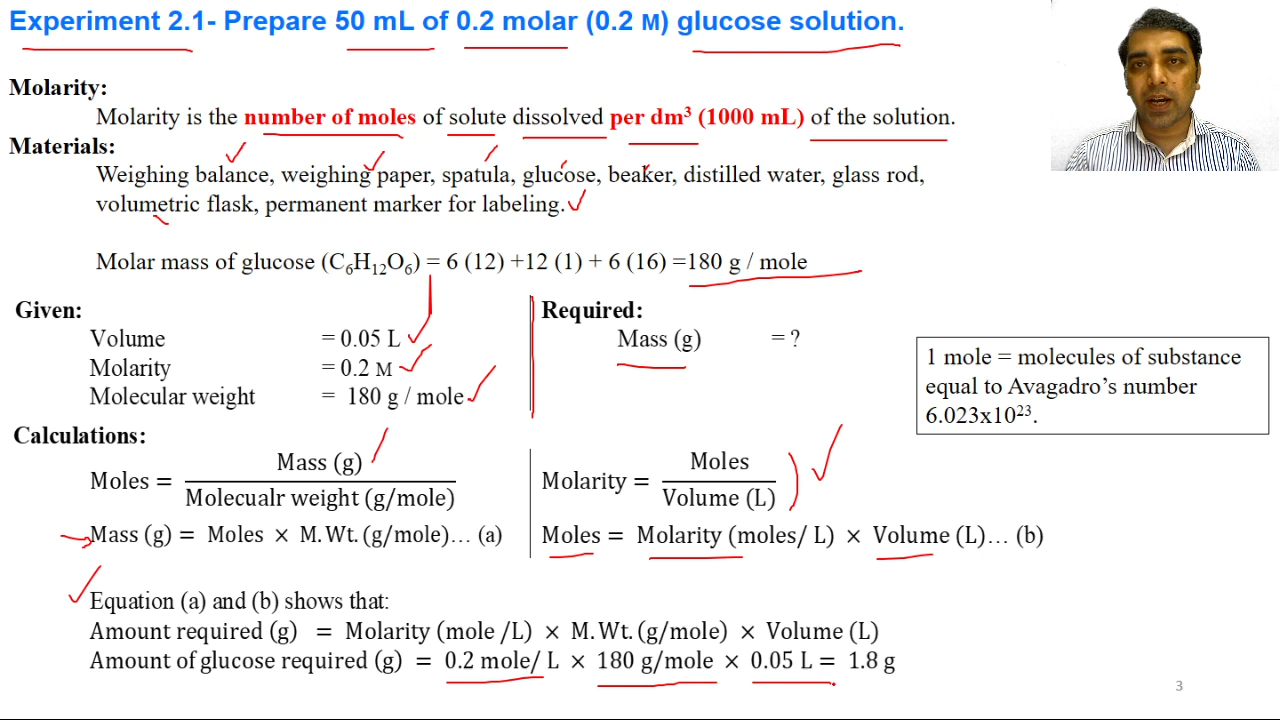 Experiment 2.1- Prepare 50 mL of 0.2 molar (0.2 M) glucose solution.
Molarity:
Molarity is the number of moles of solute dissolved per dm³ (1000 mL) of the solution.
Materials:
Weighing balance, weighing paper, spatula, glucose, beaker, distilled water, glass rod,
volumetric flask, permanent marker for labeling.
Molar mass of glucose (C₆H₁₂O₆) = 6 (12) +12 (1) + 6 (16) =180 g / mole
Given:
Volume = 0.05 L
Molarity = 0.2 M
Molecular weight = 180 g / mole
Required:
Mass (g) = ?
1 mole = molecules of substance
equal to Avagadro’s number
6.023x10²³.
Calculations:
Moles = Mass (g) / Molecualr weight (g/mole)
Mass (g) = Moles × M.Wt. (g/mole)… (a)
Molarity = Moles / Volume (L)
Moles = Molarity (moles/ L) × Volume (L)… (b)
Equation (a) and (b) shows that:
Amount required (g) = Molarity (mole /L) × M.Wt. (g/mole) × Volume (L)
Amount of glucose required (g) = 0.2 mole/ L × 180 g/mole × 0.05 L = 1.8 g
3